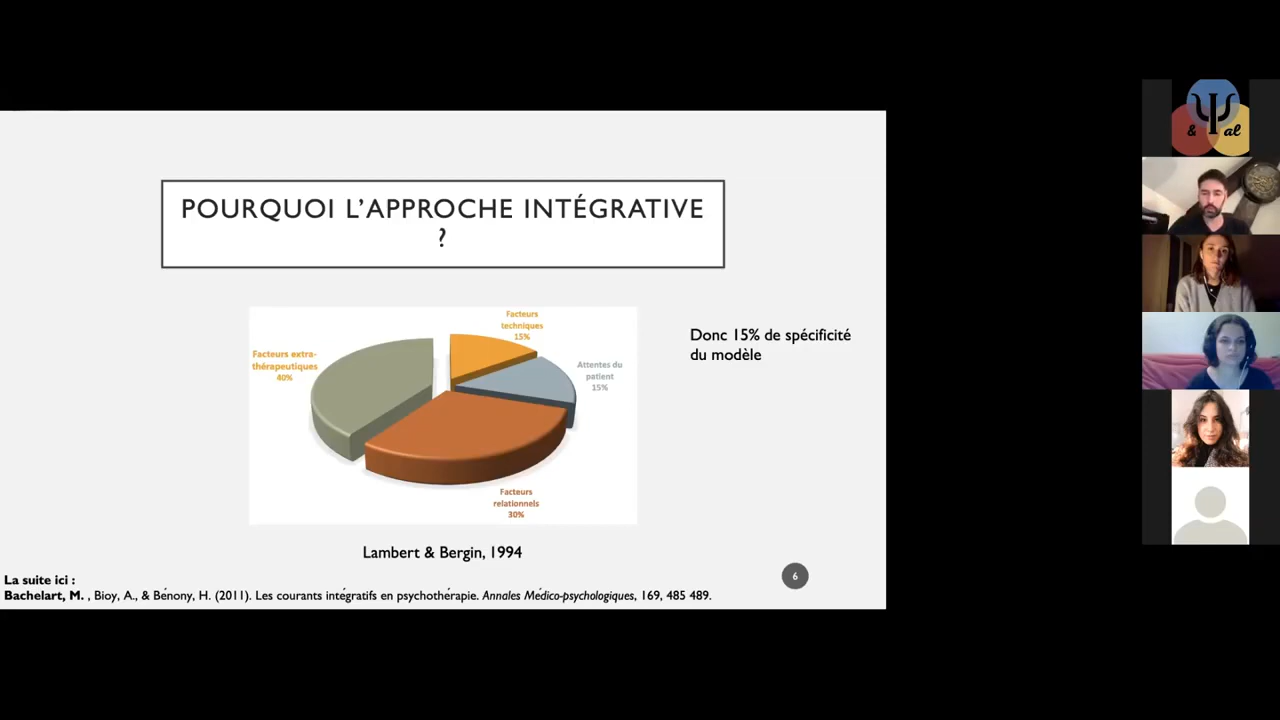 POURQUOI L'APPROCHE INTÉGRATIVE
?
Facteurs
techniques
15%
Facteurs extra-
thérapeutiques
40%
Attentes du
patient
15%
Facteurs
relationnels
30%
Donc 15% de spécificité
du modèle
Lambert & Bergin, 1994
6
La suite ici :
Bachelart, M. , Bioy, A., & Bénony, H. (2011). Les courants intégratifs en psychothérapie. Annales Médico-psychologiques, 169, 485 489.
Ψ
& al